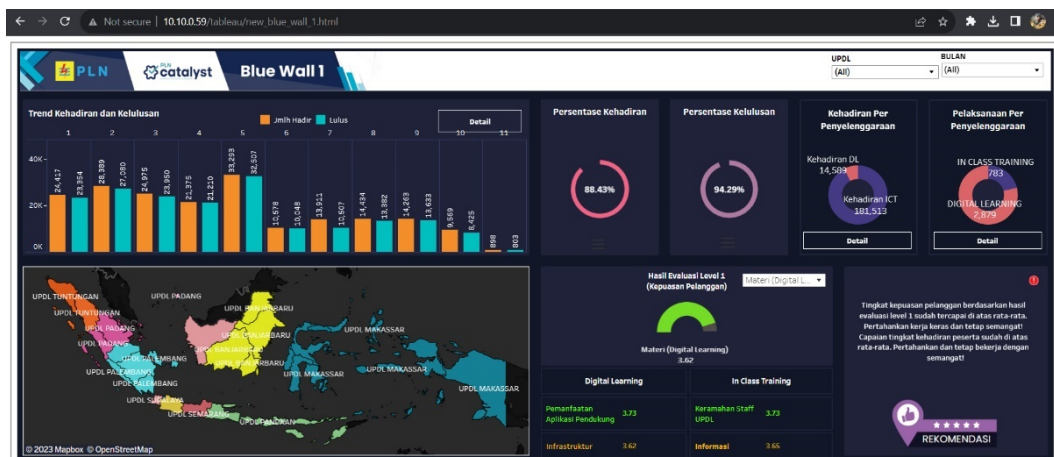 Not secure | 10.10.0.59/tableau/new_blue_wall_1.html
PLN
PLN
catalyst
Blue Wall 1
UPDL
(All)
BULAN
(All)
Trend Kehadiran dan Kelulusan
Jmlh Hadir Lulus
Detail
1 2 3 4 5 6 7 8 9 10 11
40K
20K
0K
24,417 23,354 28,389 27,080 24,975 23,950 21,375 21,210 33,293 32,507 10,578 10,048 13,911 10,507 14,434 13,382 14,263 13,633 9,569 8,425 898 803
Persentase Kehadiran
88.43%
Persentase Kelulusan
94.29%
Kehadiran Per
Penyelenggaraan
Kehadiran DL
14,589
Kehadiran ICT
181,513
Detail
Pelaksanaan Per
Penyelenggaraan
IN CLASS TRAINING
783
DIGITAL LEARNING
2,879
Detail
UPDL TUNTUNGAN
UPDL PADANG
UPDL BANJARBARU
UPDL TUNTUNGAN
UPDL PADANG
UPDL BANJARBARU
UPDL MAKASSAR
UPDL PADANG
UPDL BANJARBARU
UPDL PALEMBANG
UPDL BANJARBARU
UPDL MAKASSAR
UPDL PALEMBANG
UPDL MAKASSAR
UPDL PALEMBANG
UPDL MAKASSAR
UPDL SURALAYA
UPDL SEMARANG
UPDL PANDAAN
© 2023 Mapbox © OpenStreetMap
Hasil Evaluasi Level 1
(Kepuasan Pelanggan)
Materi (Digital L...
Materi (Digital Learning)
3.62
Digital Learning
In Class Training
Pemanfaatan
Aplikasi Pendukung
3.73
Keramahan Staff
UPDL
3.73
Infrastruktur 3.62
Informasi 3.65
Tingkat kepuasan pelanggan berdasarkan hasil
evaluasi level 1 sudah tercapai di atas rata-rata.
Pertahankan kerja keras dan tetap semangat!
Capaian tingkat kehadiran peserta sudah di atas
rata-rata. Pertahankan dan tetap bekerja dengan
semangat!
REKOMENDASI